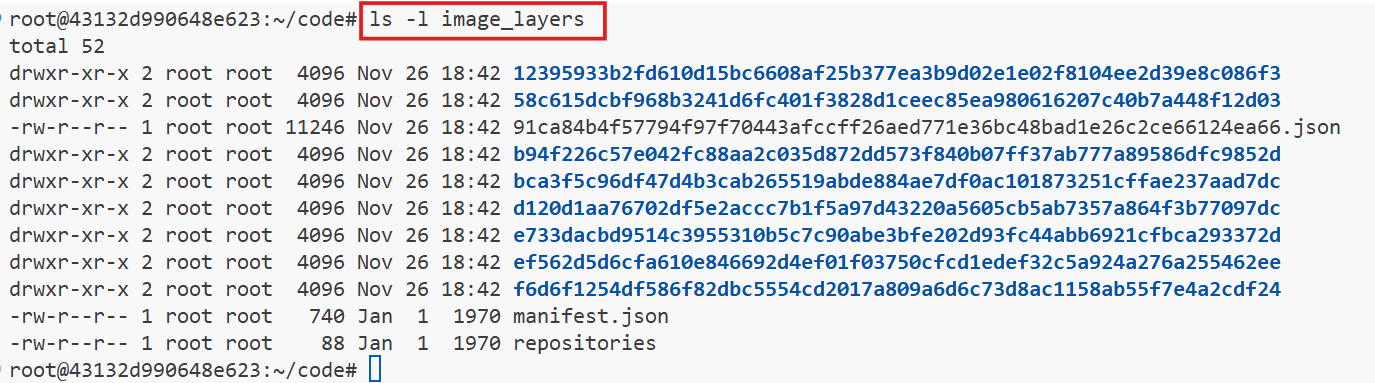 root@43132d990648e623:~/code# ls -l image_layers
total 52
drwxr-xr-x 2 root root  4096 Nov 26 18:42 12395933b2fd610d15bc6608af25b377ea3b9d02e1e02f8104ee2d39e8c086f3
drwxr-xr-x 2 root root  4096 Nov 26 18:42 58c615dcbf968b3241d6fc401f3828d1ceec85ea980616207c40b7a448f12d03
-rw-r--r-- 1 root root 11246 Nov 26 18:42 91ca84b4f57794f97f70443afccff26aed771e36bc48bad1e26c2ce66124ea66.json
drwxr-xr-x 2 root root  4096 Nov 26 18:42 b94f226c57e042fc88aa2c035d872dd573f840b07ff37ab777a89586dfc9852d
drwxr-xr-x 2 root root  4096 Nov 26 18:42 bca3f5c96df47d4b3cab265519abde884ae7df0ac101873251cffae237aad7dc
drwxr-xr-x 2 root root  4096 Nov 26 18:42 d120d1aa76702df5e2accc7b1f5a97d43220a5605cb5ab7357a864f3b77097dc
drwxr-xr-x 2 root root  4096 Nov 26 18:42 e733dacbd9514c3955310b5c7c90abe3bfe202d93fc44abb6921cfbca293372d
drwxr-xr-x 2 root root  4096 Nov 26 18:42 ef562d5d6cfa610e846692d4ef01f03750cfcd1edef32c5a924a276a255462ee
drwxr-xr-x 2 root root  4096 Nov 26 18:42 f6d6f1254df586f82dbc5554cd2017a809a6d6c73d8ac1158ab55f7e4a2cdf24
-rw-r--r-- 1 root root   740 Jan  1  1970 manifest.json
-rw-r--r-- 1 root root    88 Jan  1  1970 repositories
root@43132d990648e623:~/code#